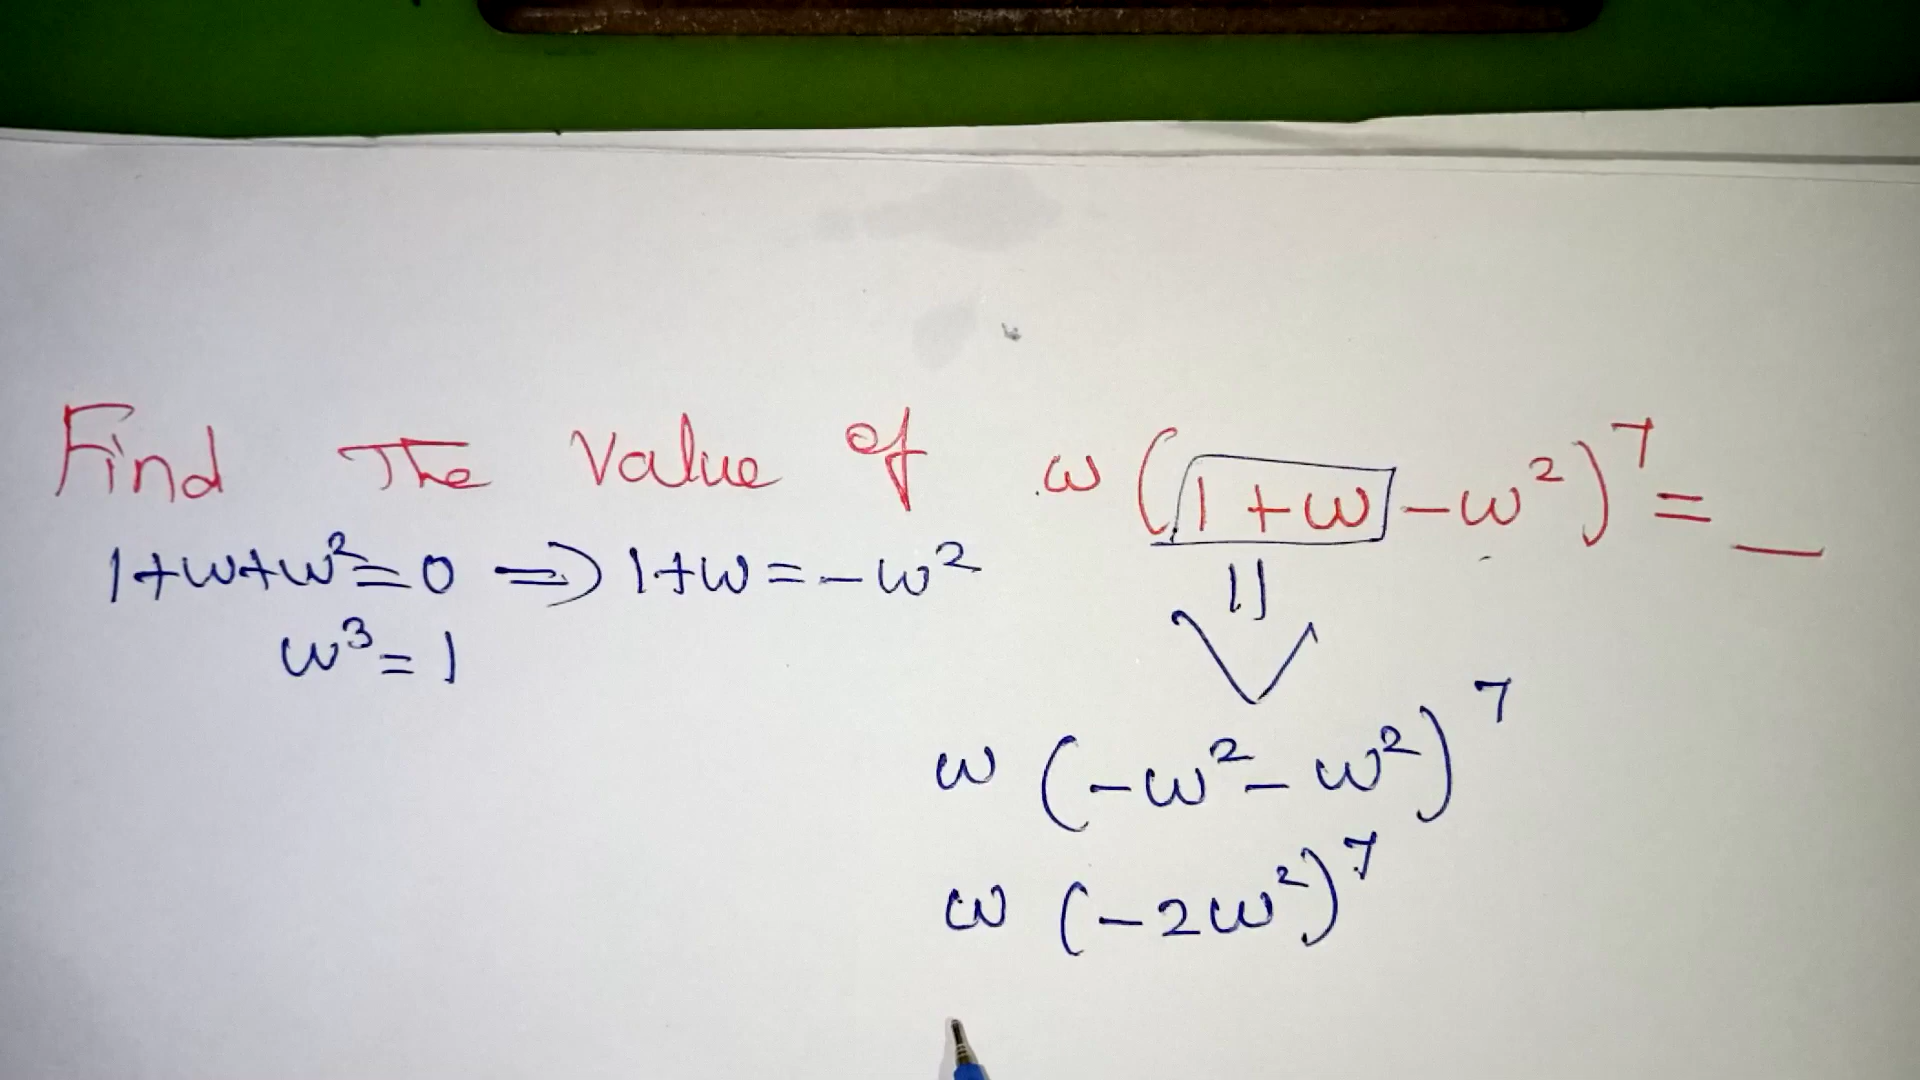 Find The Value of ω(1+ω-ω²)⁷ = _
1+ω+ω²=0 ⇒ 1+ω=-ω²
ω³=1
ω(-ω²-ω²)⁷
ω(-2ω²)⁷